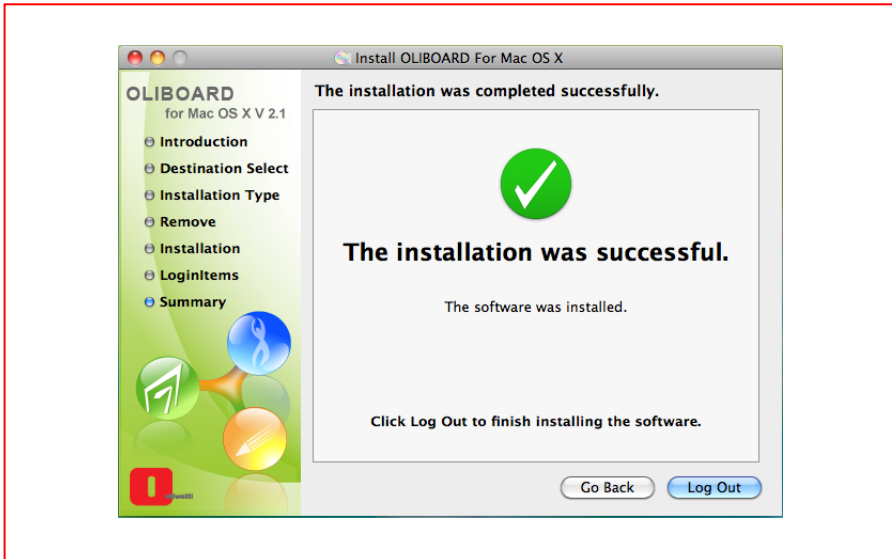 Install OLIBOARD For Mac OS X
OLIBOARD
for Mac OS X V 2.1
Introduction
Destination Select
Installation Type
Remove
Installation
LoginItems
Summary
olivetti
The installation was completed successfully.
The installation was successful.
The software was installed.
Click Log Out to finish installing the software.
Go Back
Log Out